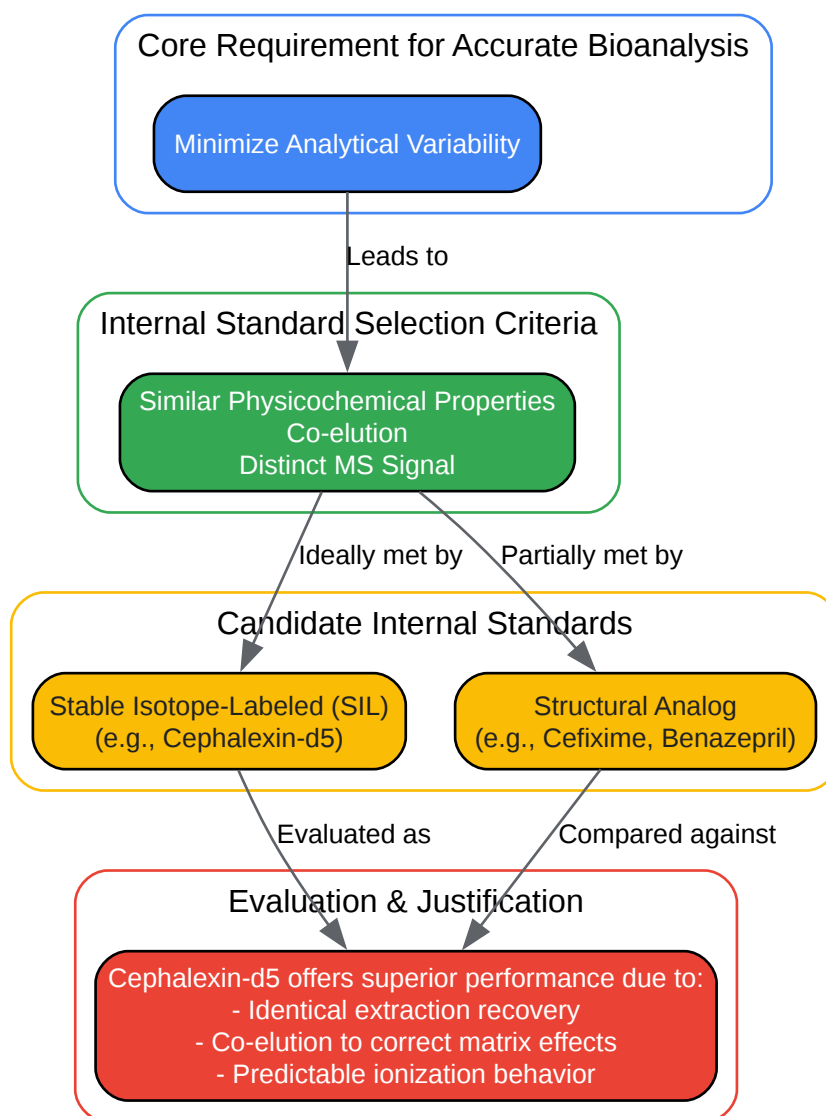 Core Requirement for Accurate Bioanalysis
Minimize Analytical Variability
Leads to
Internal Standard Selection Criteria
Similar Physicochemical Properties
Co-elution
Distinct MS Signal
Ideally met by
Partially met by
Candidate Internal Standards
Stable Isotope-Labeled (SIL)
(e.g., Cephalexin-d5)
Structural Analog
(e.g., Cefixime, Benazepril)
Evaluated as
Compared against
Evaluation & Justification
Cephalexin-d5 offers superior performance due to:
- Identical extraction recovery
- Co-elution to correct matrix effects
- Predictable ionization behavior